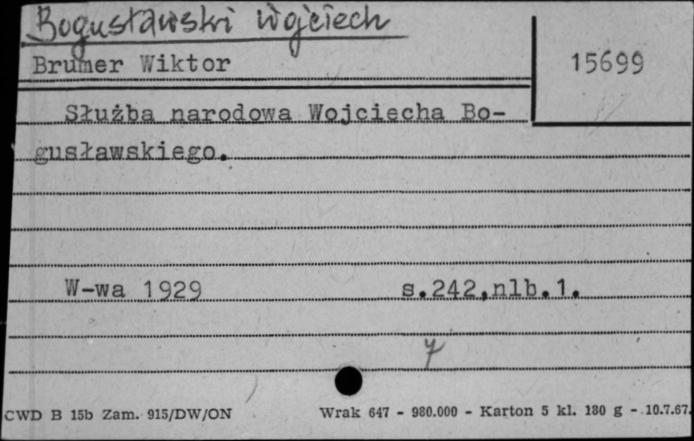 Bogusławski Wojciech
Brumer Wiktor
15699
Służba narodowa Wojciecha Bo-
gusławskiego.
W-wa 1929 s.242,nlb.1.
7
CWD B 15b Zam. 915/DW/ON Wrak 647 - 980.000 - Karton 5 kl. 180 g - 10.7.67.